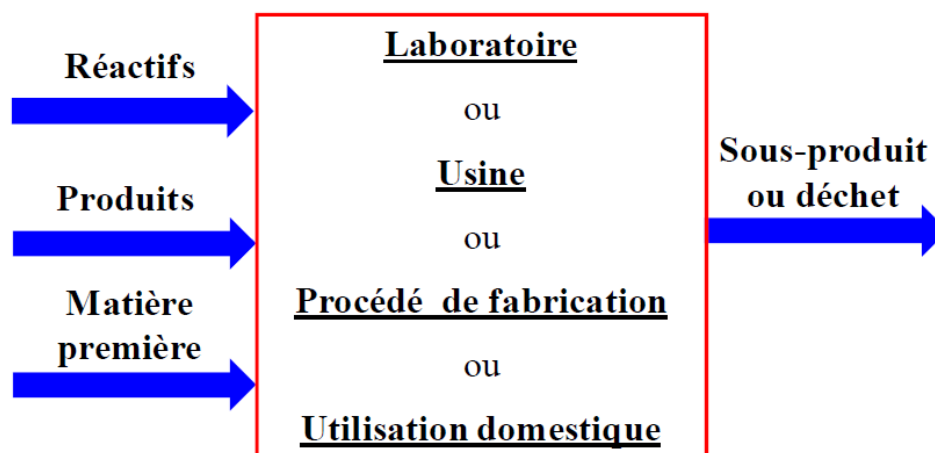 Réactifs
Produits
Matière
première
Laboratoire
ou
Usine
ou
Procédé de fabrication
ou
Utilisation domestique
Sous-produit
ou déchet